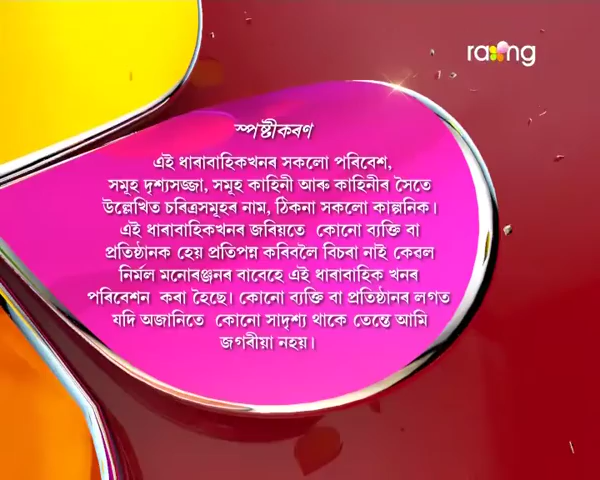 rang
স্পষ্টীকৰণ
এই ধাৰাবাহিকখনৰ সকলো পৰিবেশ,
সমূহ দৃশ্যসজ্জা, সমূহ কাহিনী আৰু কাহিনীৰ সৈতে
উল্লেখিত চৰিত্ৰসমূহৰ নাম, ঠিকনা সকলো কাল্পনিক।
এই ধাৰাবাহিকখনৰ জৰিয়তে কোনো ব্যক্তি বা
প্ৰতিষ্ঠানক হেয় প্ৰতিপন্ন কৰিবলৈ বিচৰা নাই কেৱল
নিৰ্মল মনোৰঞ্জনৰ বাবেহে এই ধাৰাবাহিক খনৰ
পৰিবেশন কৰা হৈছে। কোনো ব্যক্তি বা প্ৰতিষ্ঠানৰ লগত
যদি অজানিতে কোনো সাদৃশ্য থাকে তেন্তে আমি
জগৰীয়া নহয়।